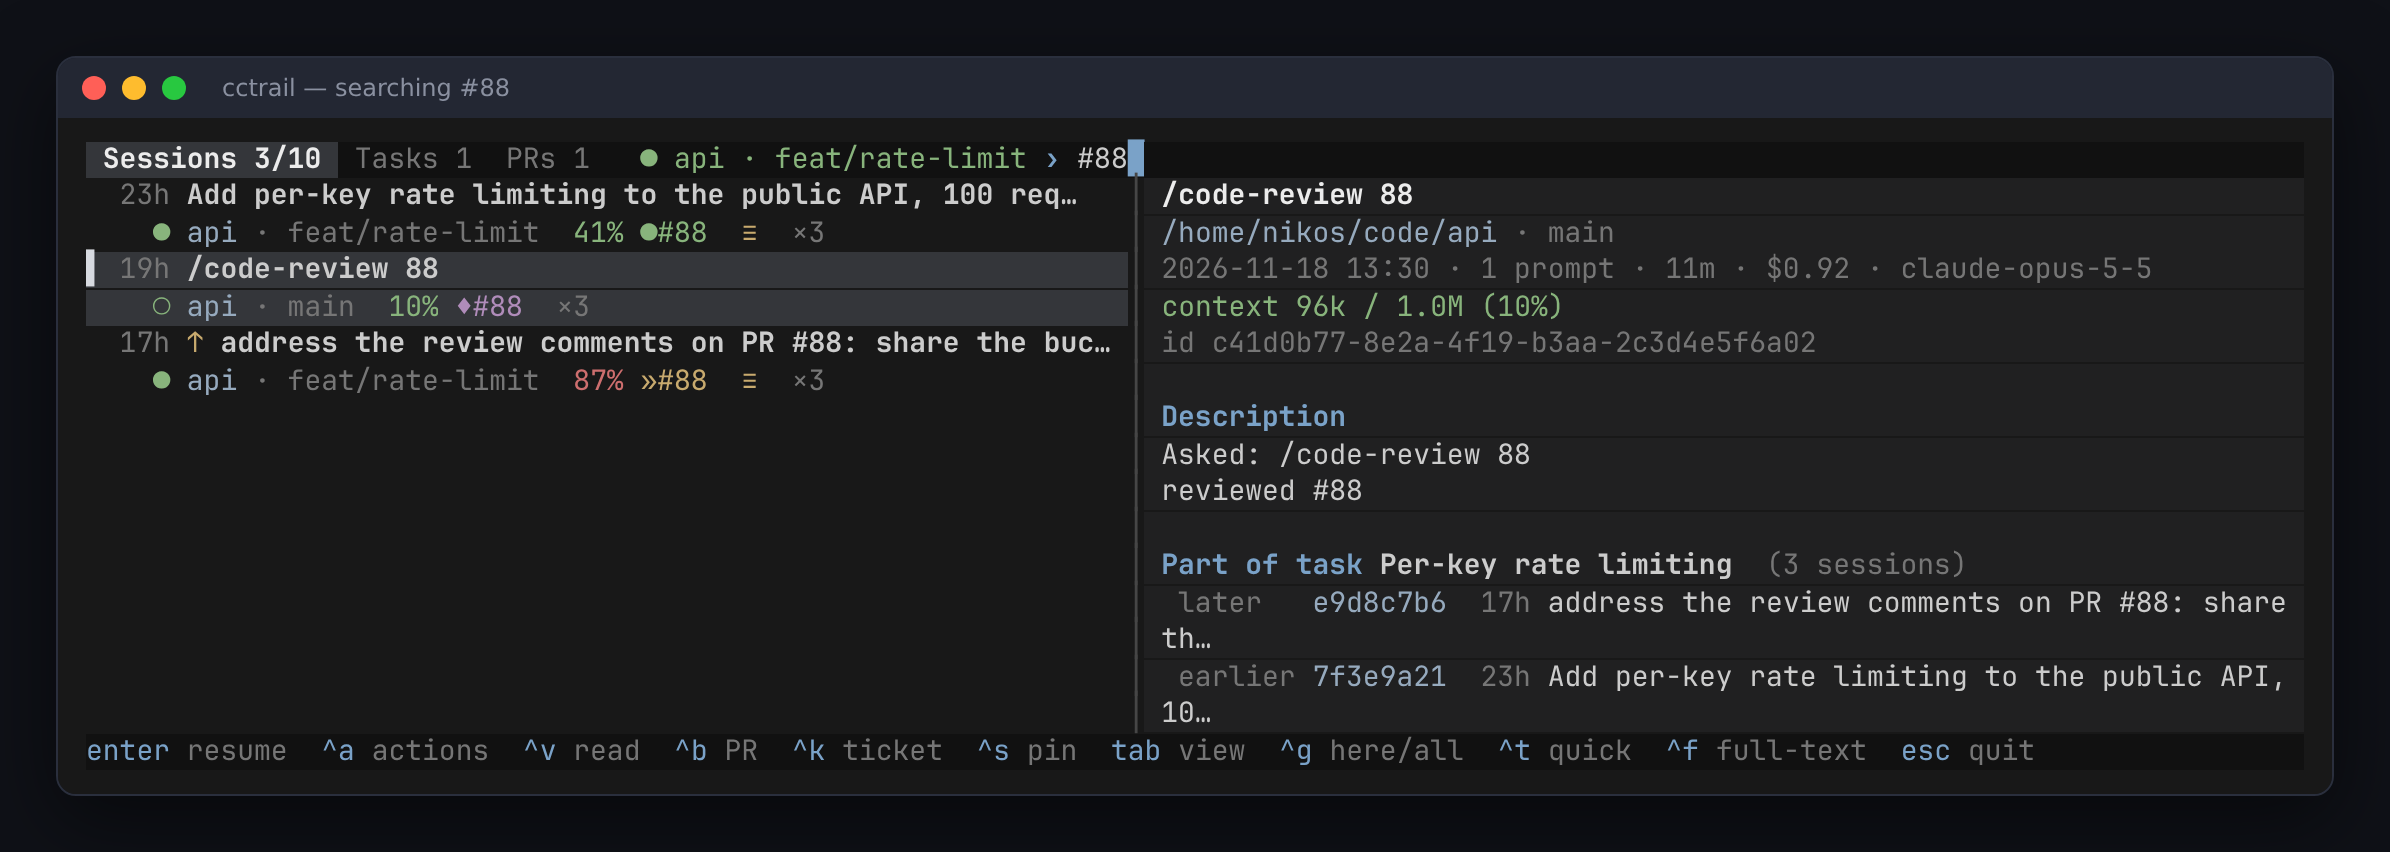 cctrail — searching #88
Sessions 3/10 Tasks 1 PRs 1 ● api · feat/rate-limit › #88
23h Add per-key rate limiting to the public API, 100 req…
● api · feat/rate-limit 41% ●#88 ≡ ×3
19h /code-review 88
○ api · main 10% ♦#88 ×3
17h ↑ address the review comments on PR #88: share the buc…
● api · feat/rate-limit 87% »#88 ≡ ×3
/code-review 88
/home/nikos/code/api · main
2026-11-18 13:30 · 1 prompt · 11m · $0.92 · claude-opus-5-5
context 96k / 1.0M (10%)
id c41d0b77-8e2a-4f19-b3aa-2c3d4e5f6a02
Description
Asked: /code-review 88
reviewed #88
Part of task Per-key rate limiting (3 sessions)
later e9d8c7b6 17h address the review comments on PR #88: share
th…
earlier 7f3e9a21 23h Add per-key rate limiting to the public API,
10…
enter resume ^a actions ^v read ^b PR ^k ticket ^s pin tab view ^g here/all ^t quick ^f full-text esc quit